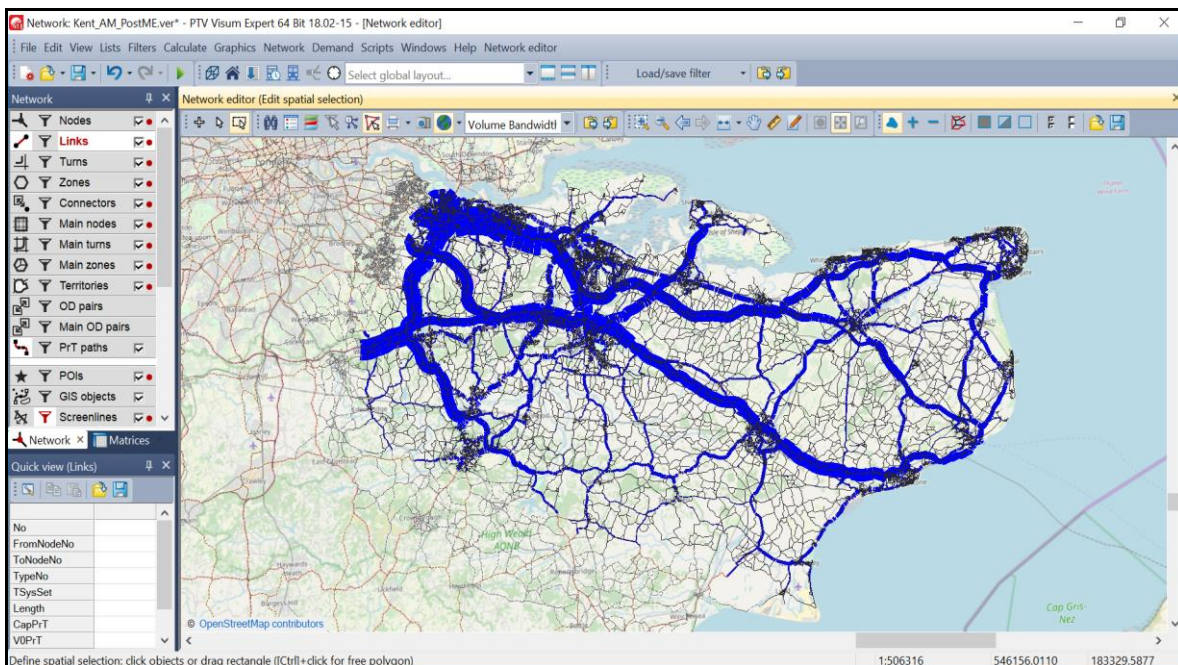 Network: Kent_AM_PostME.ver* - PTV Visum Expert 64 Bit 18.02-15 - [Network editor]
File Edit View Lists Filters Calculate Graphics Network Demand Scripts Windows Help Network editor
Select global layout...
Load/save filter
Network
Network editor (Edit spatial selection)
Volume Bandwidth
Nodes
Links
Turns
Zones
Connectors
Main nodes
Main turns
Main zones
Territories
OD pairs
Main OD pairs
PrT paths
POIs
GIS objects
Screenlines
Network
Matrices
Quick view (Links)
No
FromNodeNo
ToNodeNo
TypeNo
TSysSet
Length
CapPrT
V0PrT
High Weald
AONB
Cap Gris-
Nez
© OpenStreetMap contributors
Define spatial selection: click objects or drag rectangle ([Ctrl]+click for free polygon)
1:506316
546156.0110
183329.5877